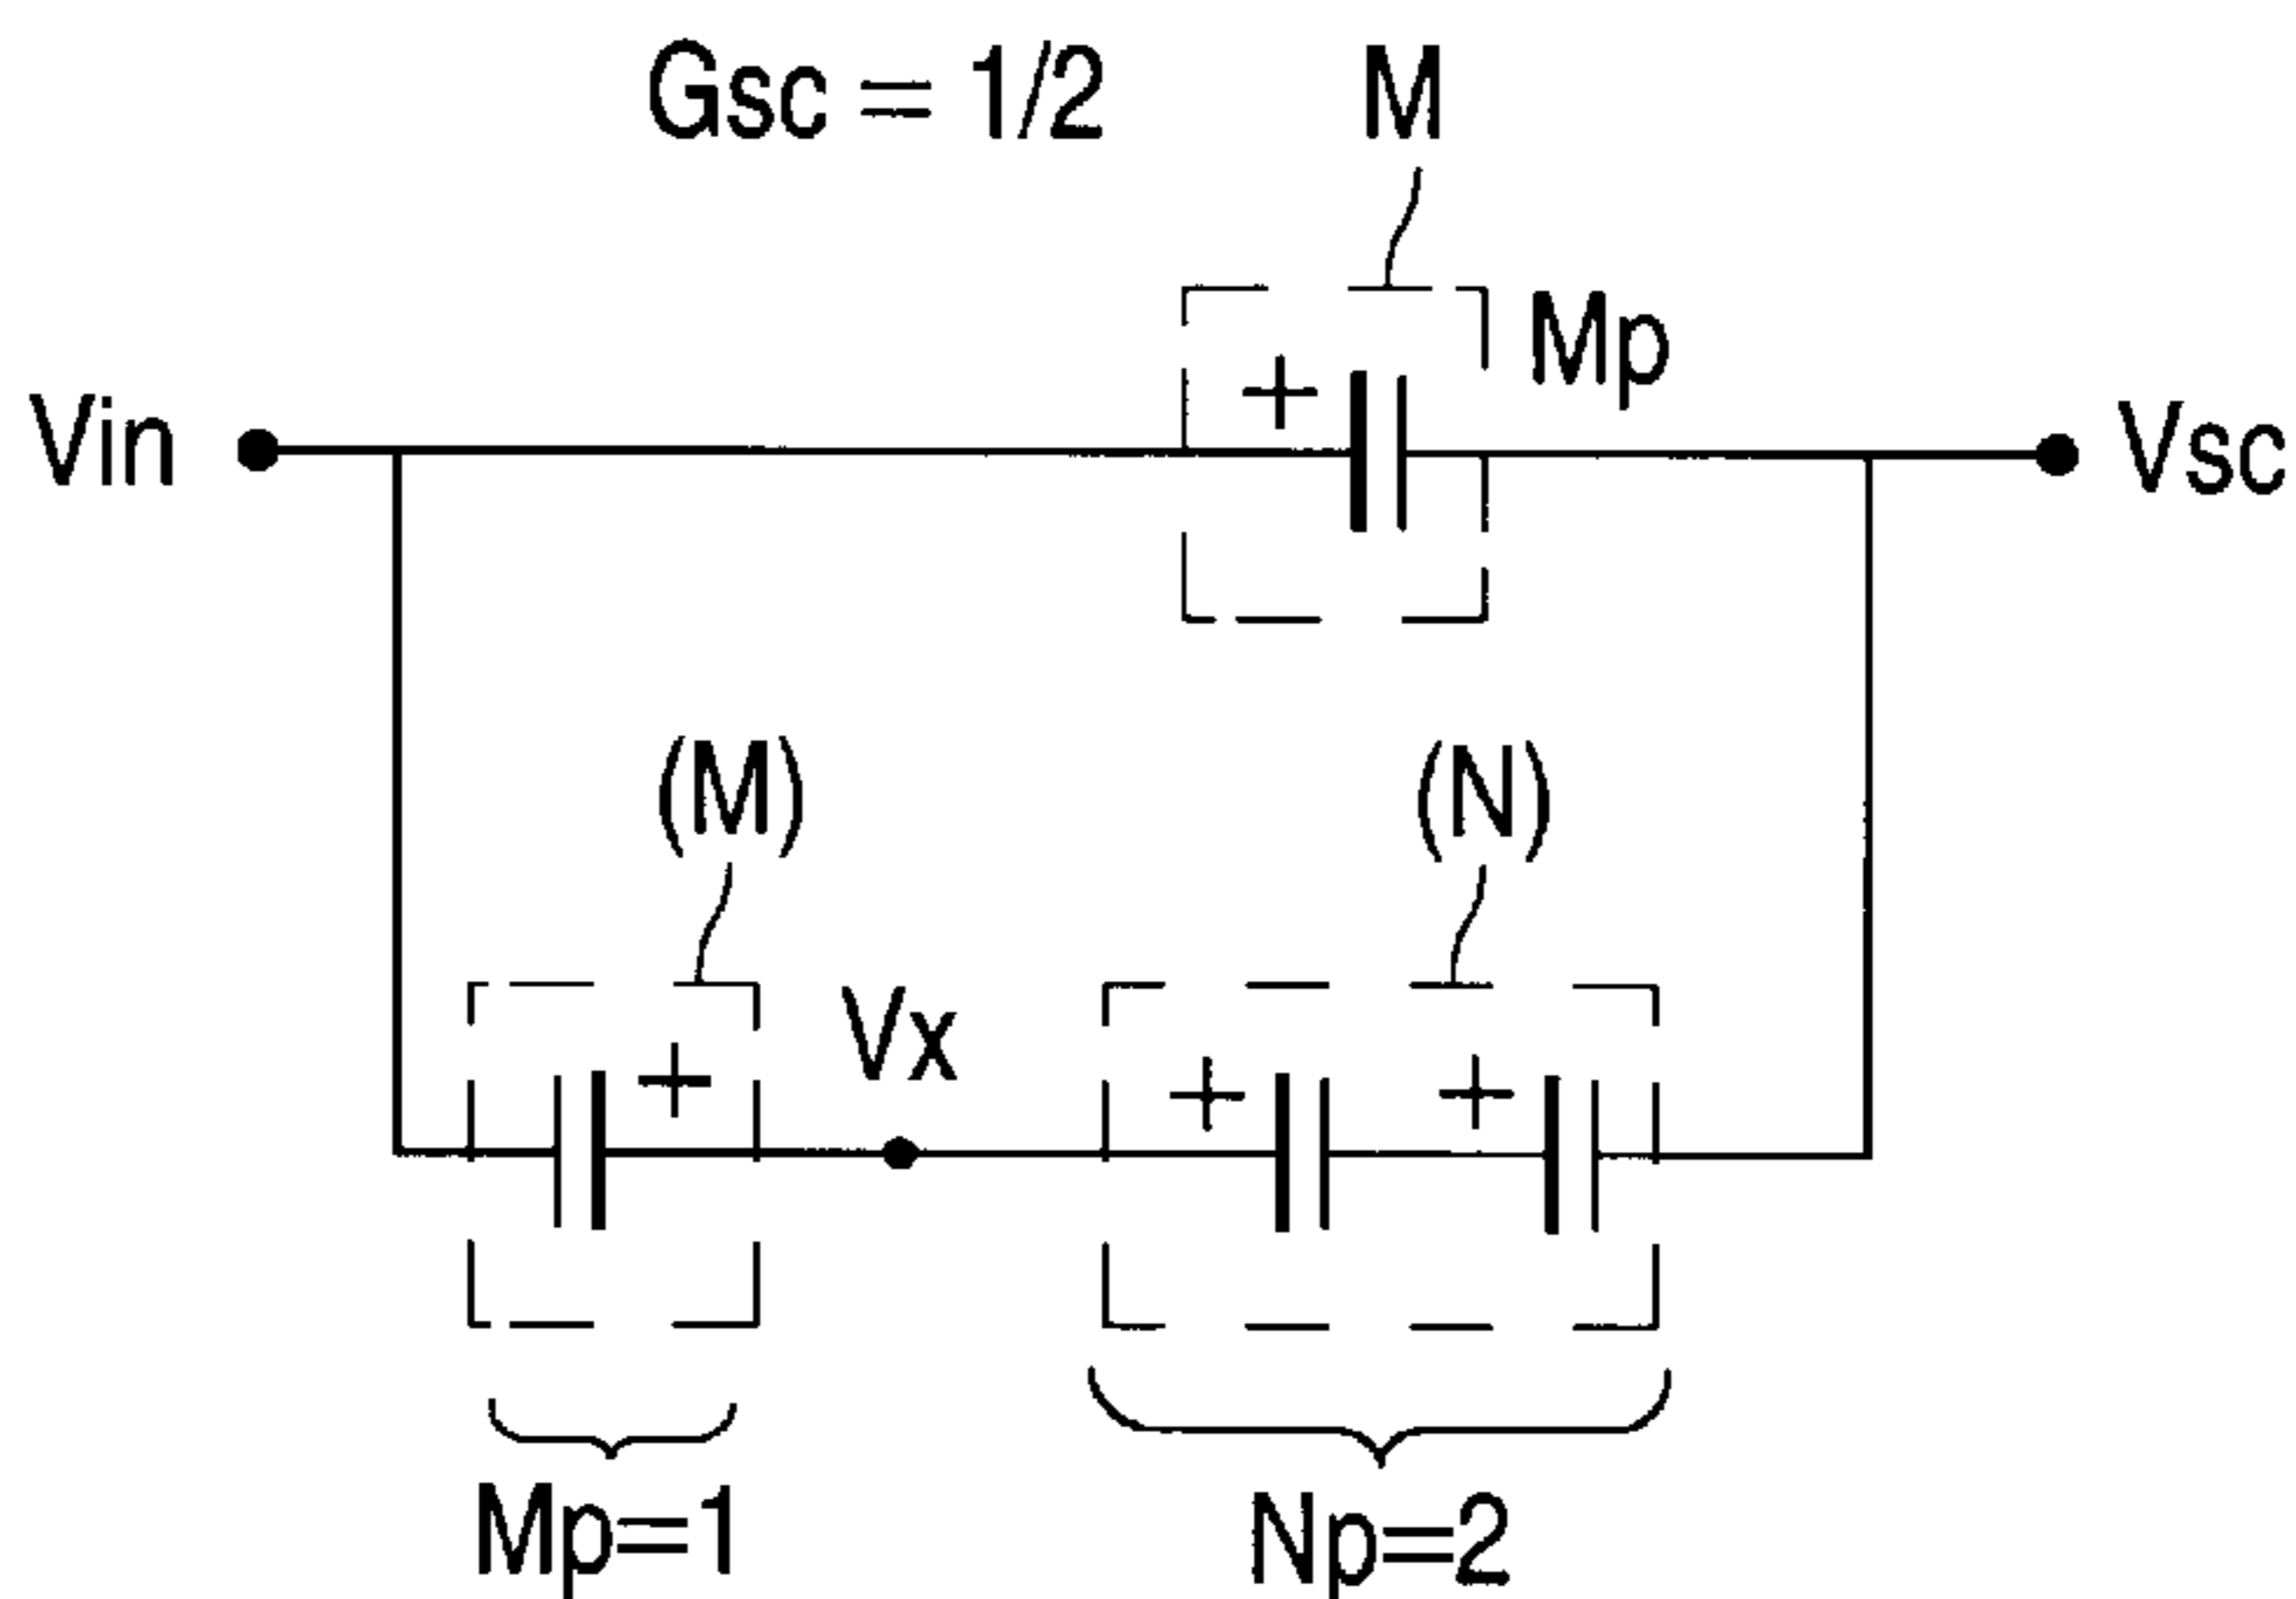 Gsc = 1/2
M
Mp
Vin
Vsc
(M)
(N)
Vx
+
+
+
+
Mp=1
Np=2